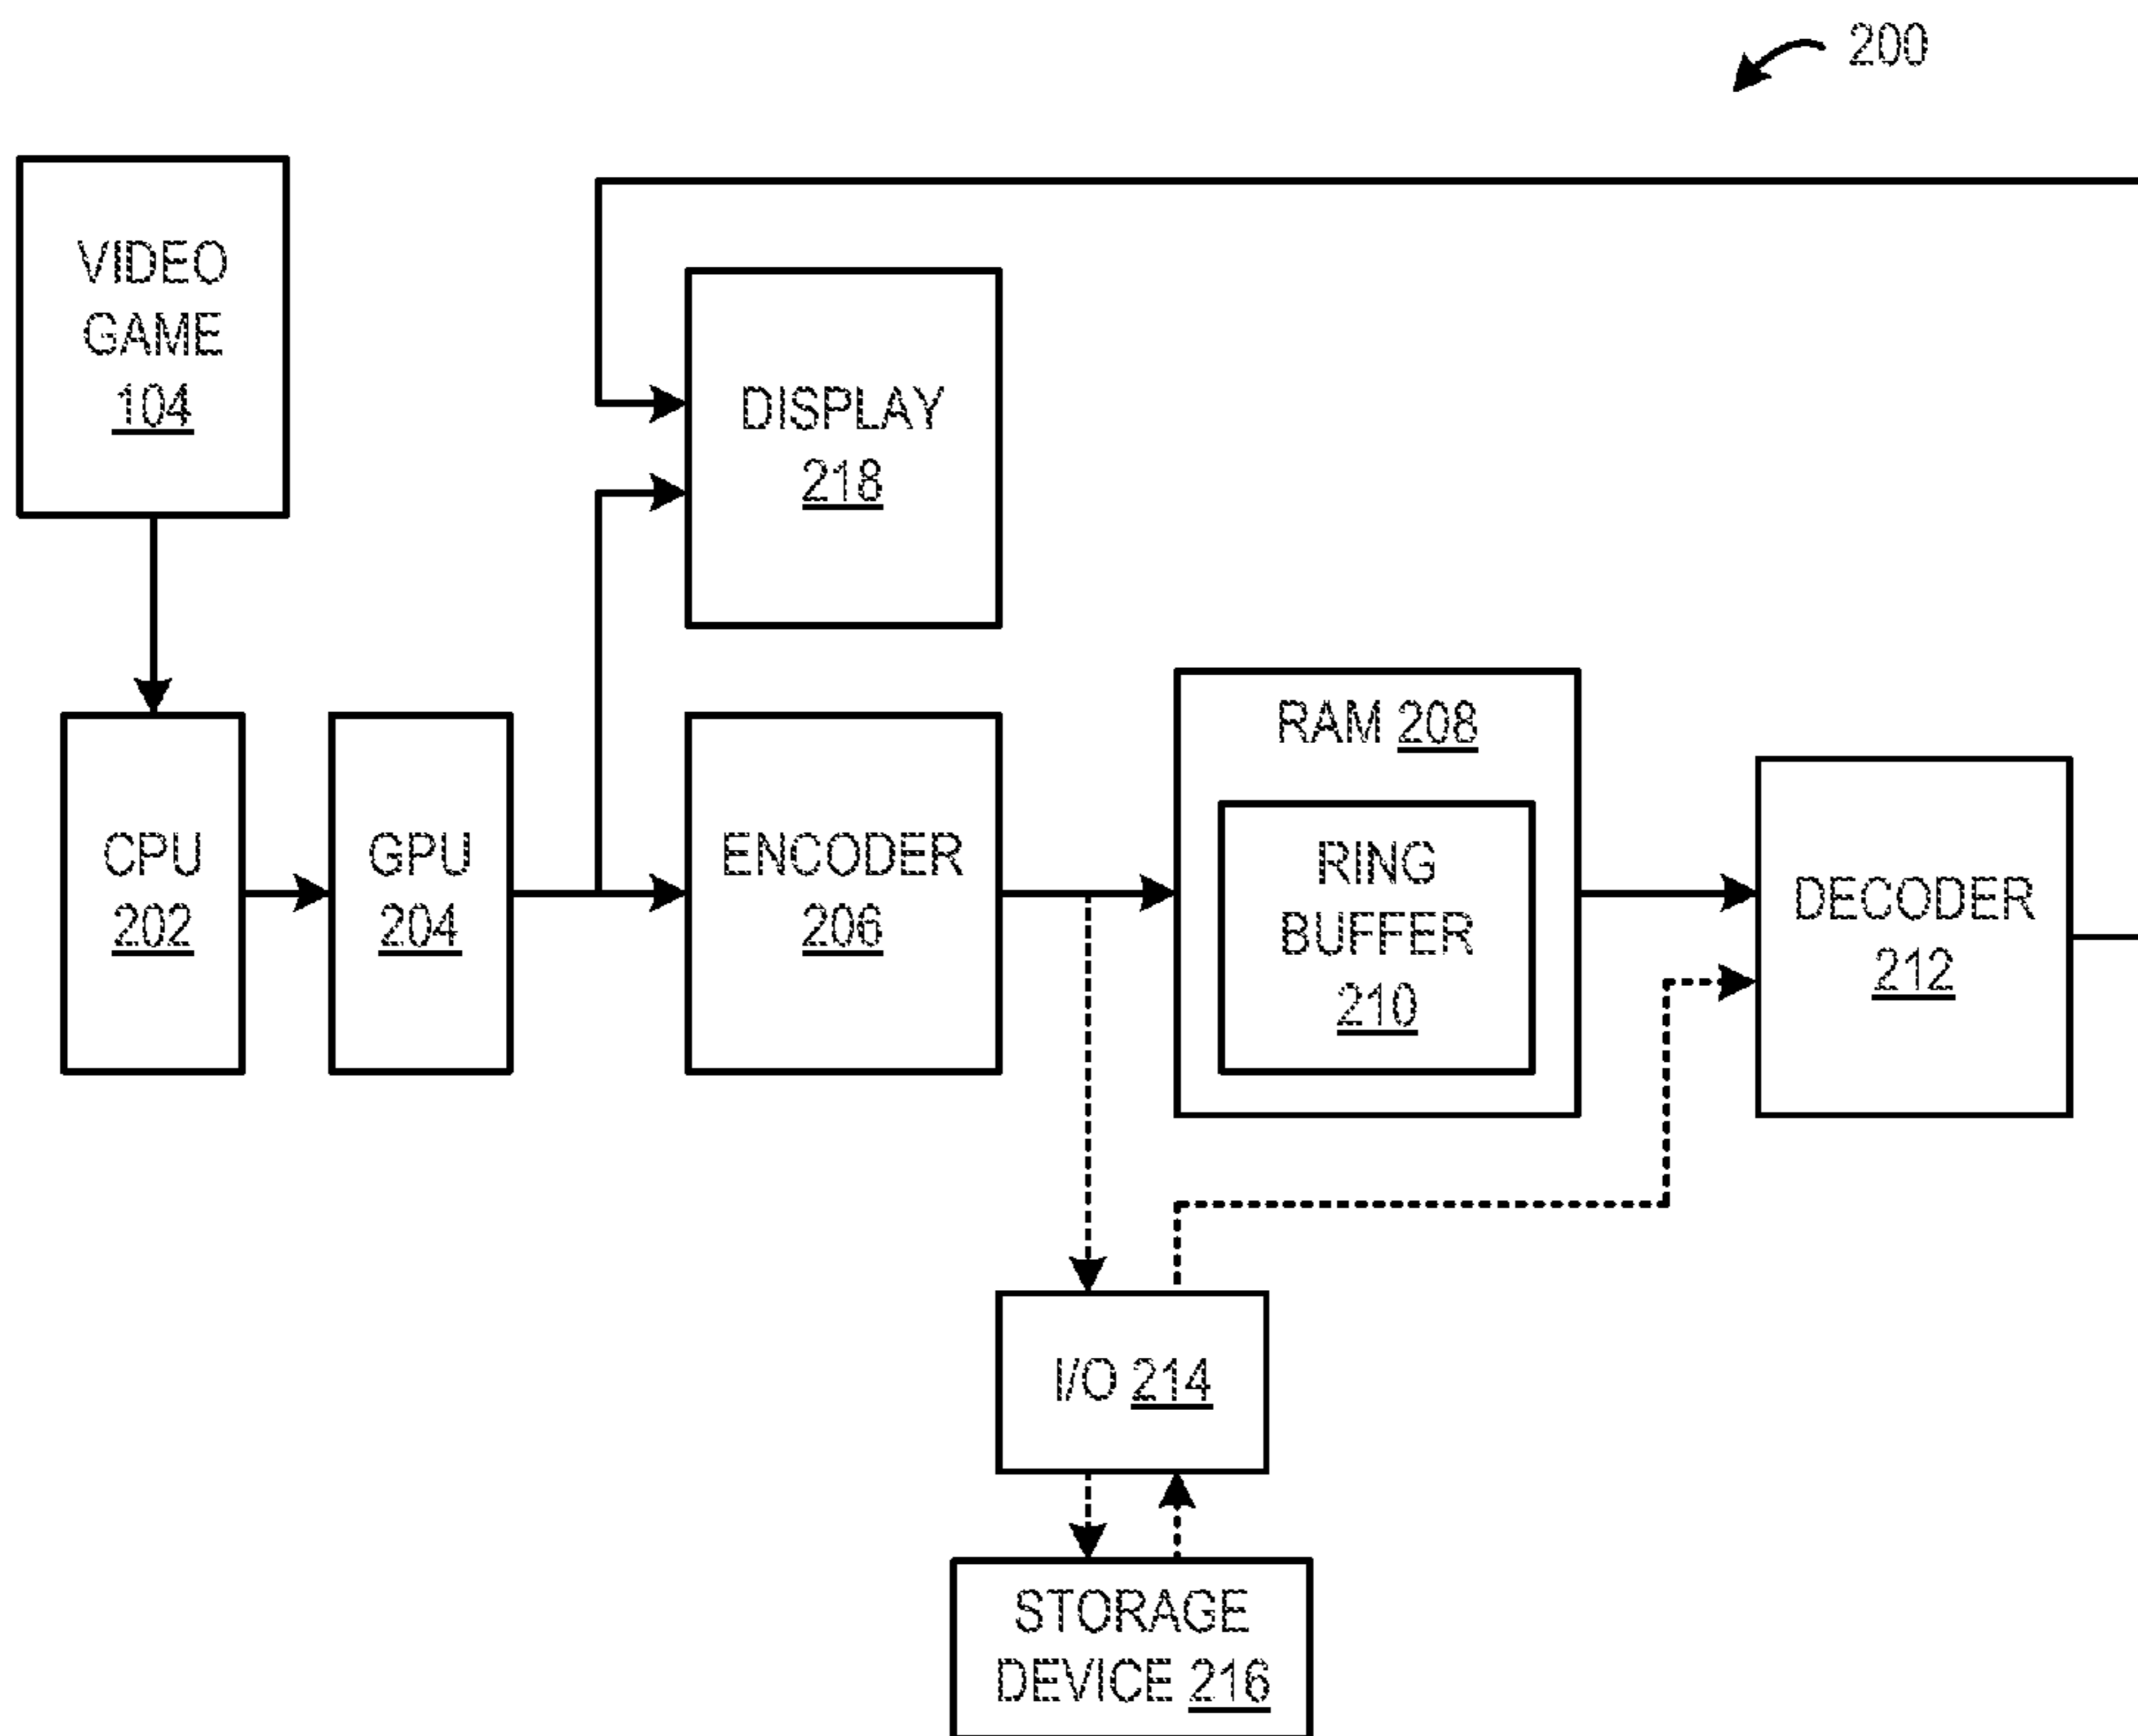 200
VIDEO
GAME
104
DISPLAY
218
RAM 208
CPU
202
GPU
204
ENCODER
206
RING
BUFFER
210
DECODER
212
I/O 214
STORAGE
DEVICE 216